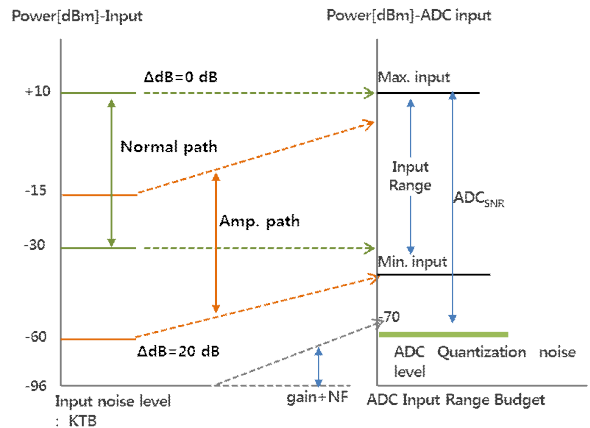 Power[dBm]-Input
Power[dBm]-ADC input
ΔdB=0 dB
Max. input
+10
Normal path
Input
Range
ADCSNR
-15
Amp. path
-30
Min. input
-70
-60
ΔdB=20 dB
ADC Quantization noise
level
-96
gain+NF
Input noise level
: KTB
ADC Input Range Budget